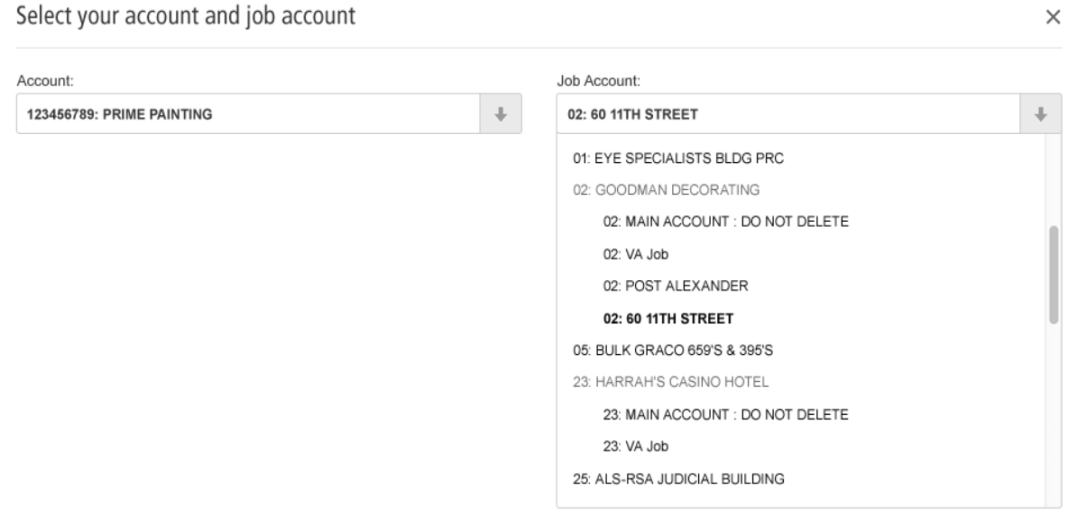 Select your account and job account
Account:
123456789: PRIME PAINTING
Job Account:
02: 60 11TH STREET
01: EYE SPECIALISTS BLDG PRC
02: GOODMAN DECORATING
02: MAIN ACCOUNT : DO NOT DELETE
02: VA Job
02: POST ALEXANDER
02: 60 11TH STREET
05: BULK GRACO 659'S & 395'S
23: HARRAH'S CASINO HOTEL
23: MAIN ACCOUNT : DO NOT DELETE
23: VA Job
25: ALS-RSA JUDICIAL BUILDING